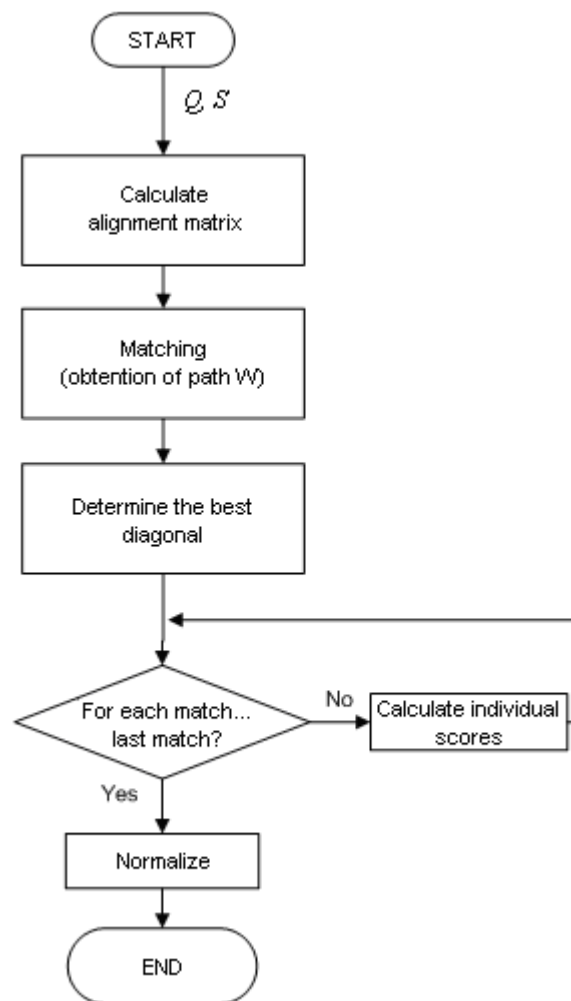 START
Q, S
Calculate
alignment matrix
Matching
(obtention of path W)
Determine the best
diagonal
For each match...
last match?
No
Calculate individual
scores
Yes
Normalize
END